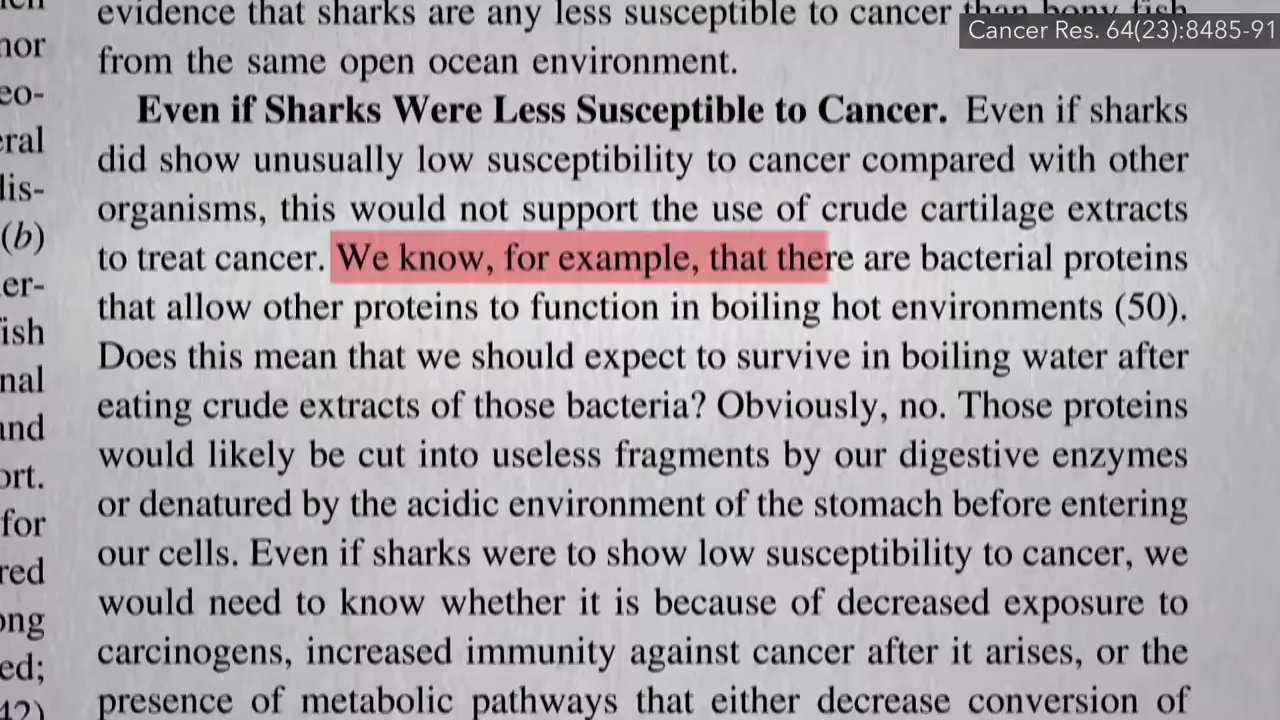 evidence that sharks are any less susceptible to cancer than bony fish
Cancer Res. 64(23):8485-91
from the same open ocean environment.
Even if Sharks Were Less Susceptible to Cancer. Even if sharks
did show unusually low susceptibility to cancer compared with other
organisms, this would not support the use of crude cartilage extracts
to treat cancer. We know, for example, that there are bacterial proteins
that allow other proteins to function in boiling hot environments (50).
Does this mean that we should expect to survive in boiling water after
eating crude extracts of those bacteria? Obviously, no. Those proteins
would likely be cut into useless fragments by our digestive enzymes
or denatured by the acidic environment of the stomach before entering
our cells. Even if sharks were to show low susceptibility to cancer, we
would need to know whether it is because of decreased exposure to
carcinogens, increased immunity against cancer after it arises, or the
presence of metabolic pathways that either decrease conversion of
(b)
and
for